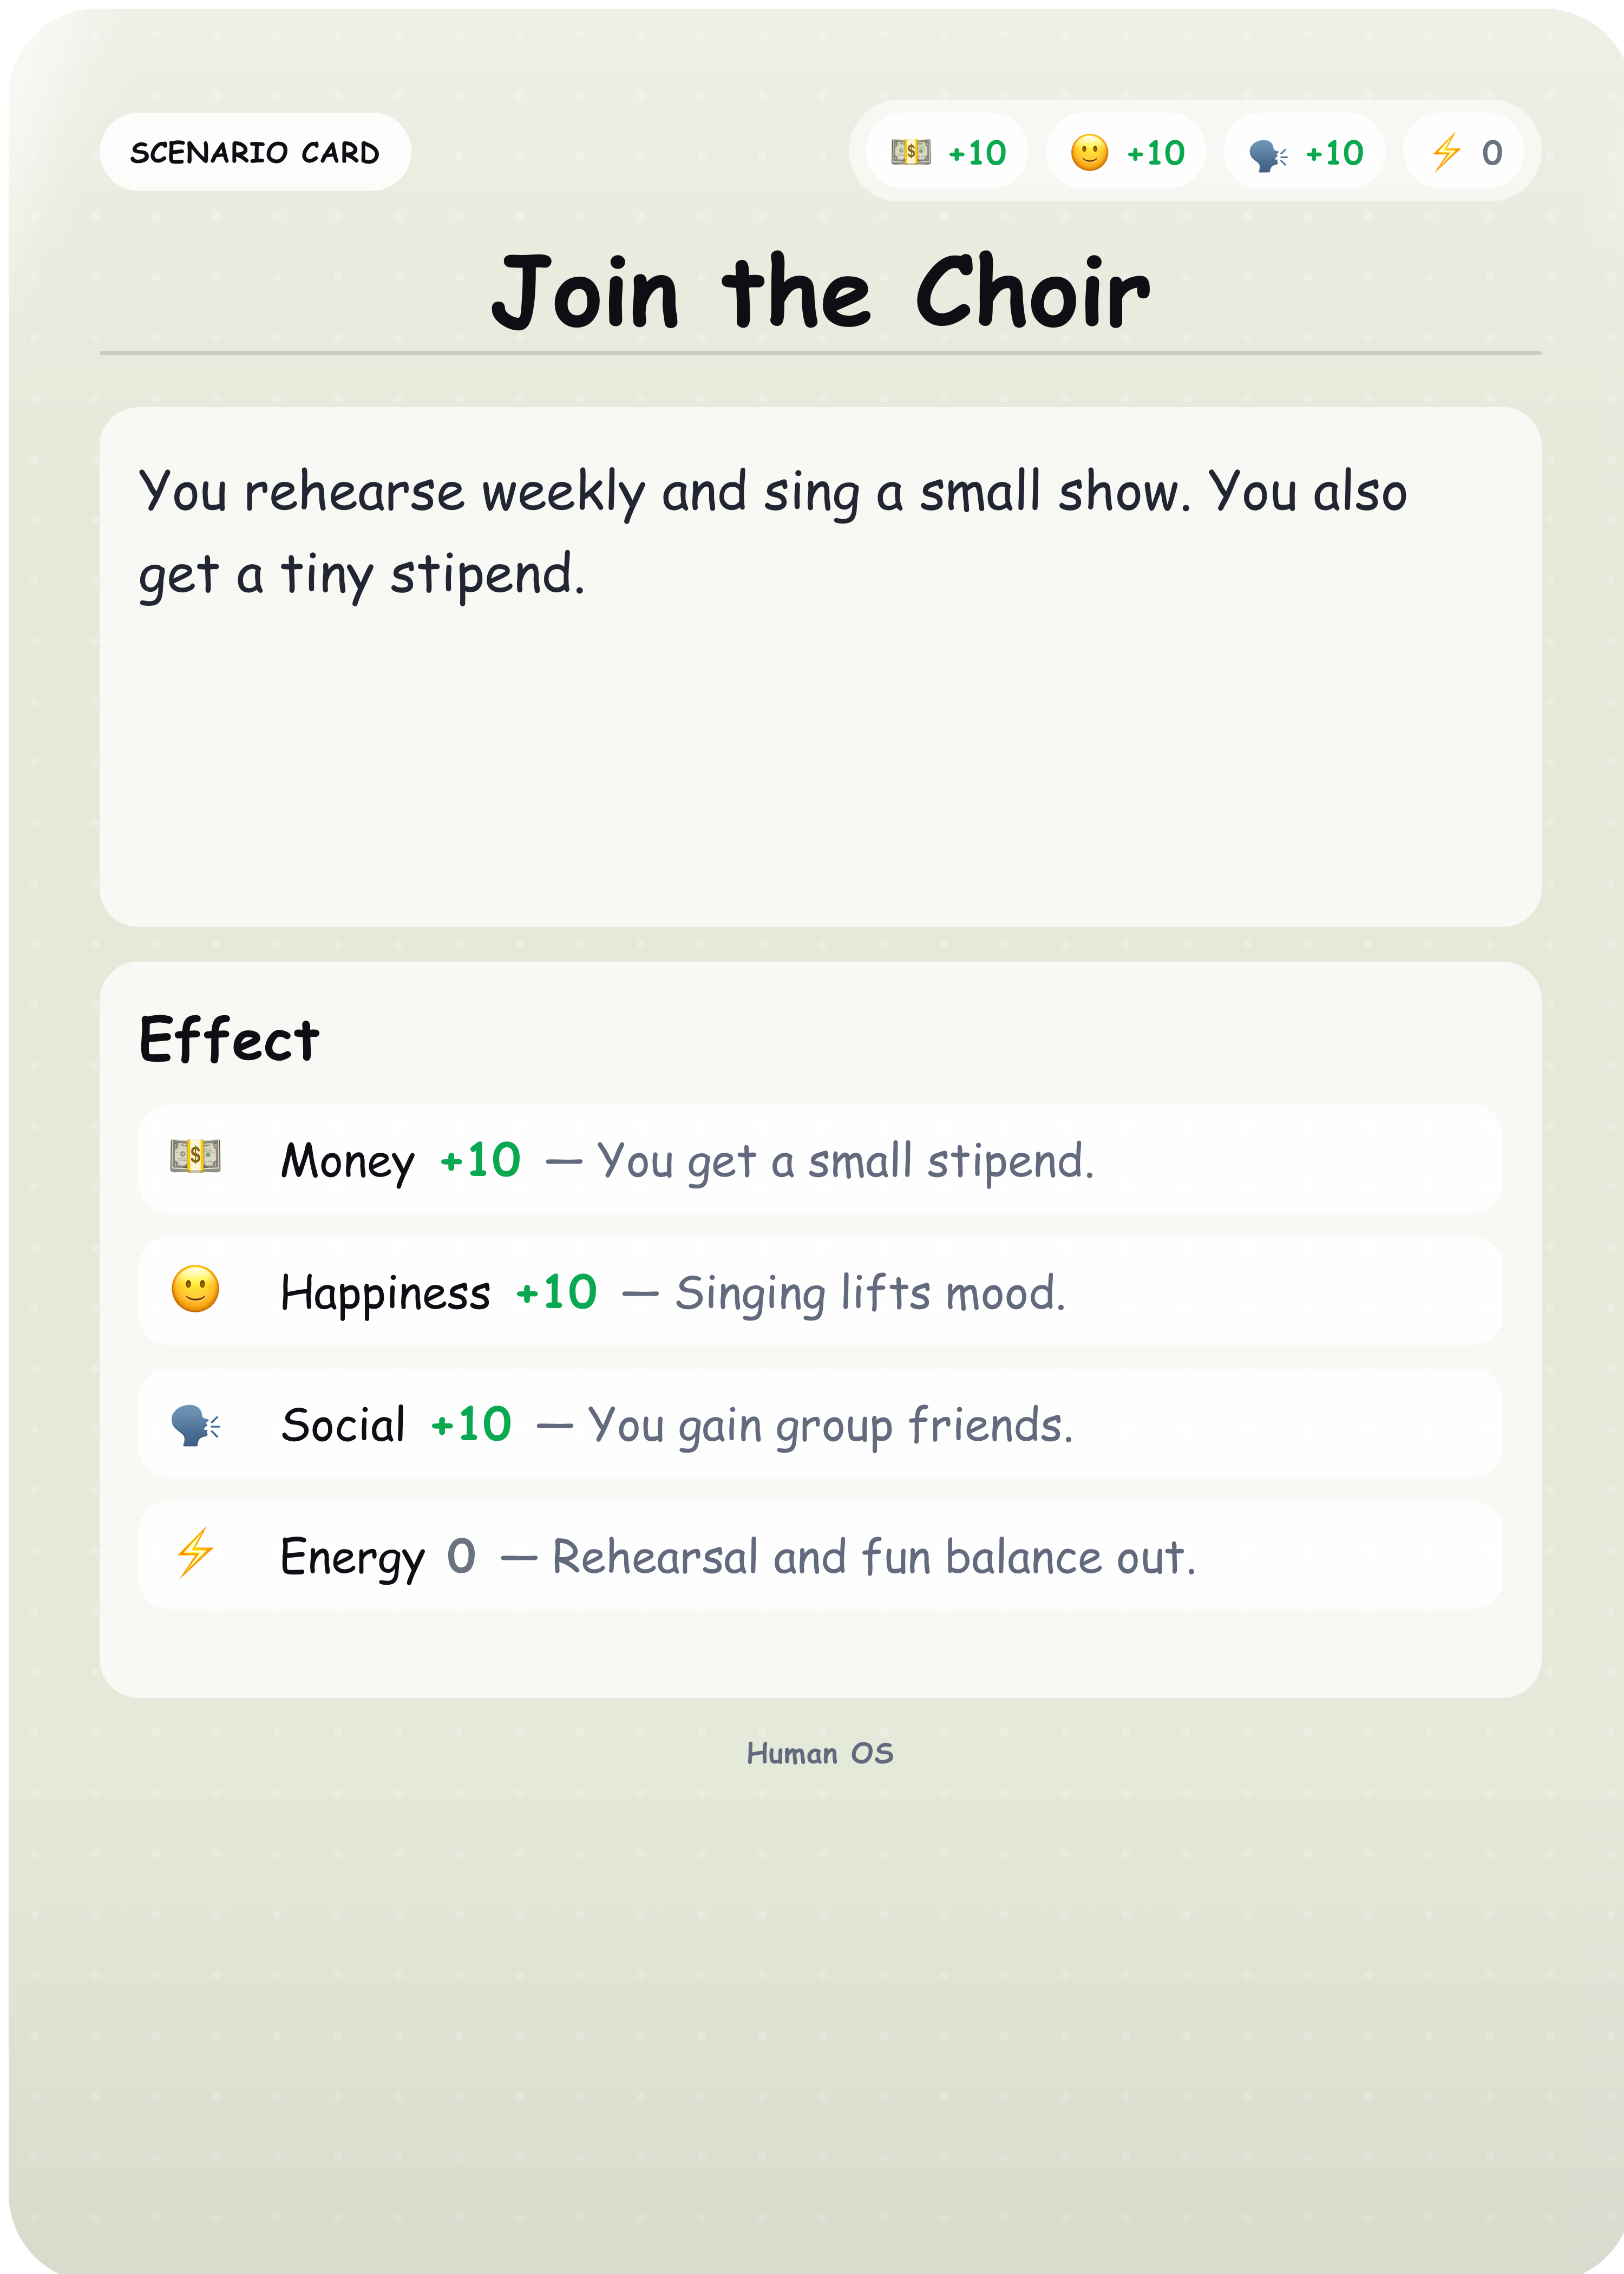 SCENARIO CARD
+10 +10 +10 0
Join the Choir
You rehearse weekly and sing a small show. You also
get a tiny stipend.
Effect
Money +10 — You get a small stipend.
Happiness +10 — Singing lifts mood.
Social +10 — You gain group friends.
Energy 0 — Rehearsal and fun balance out.
Human OS